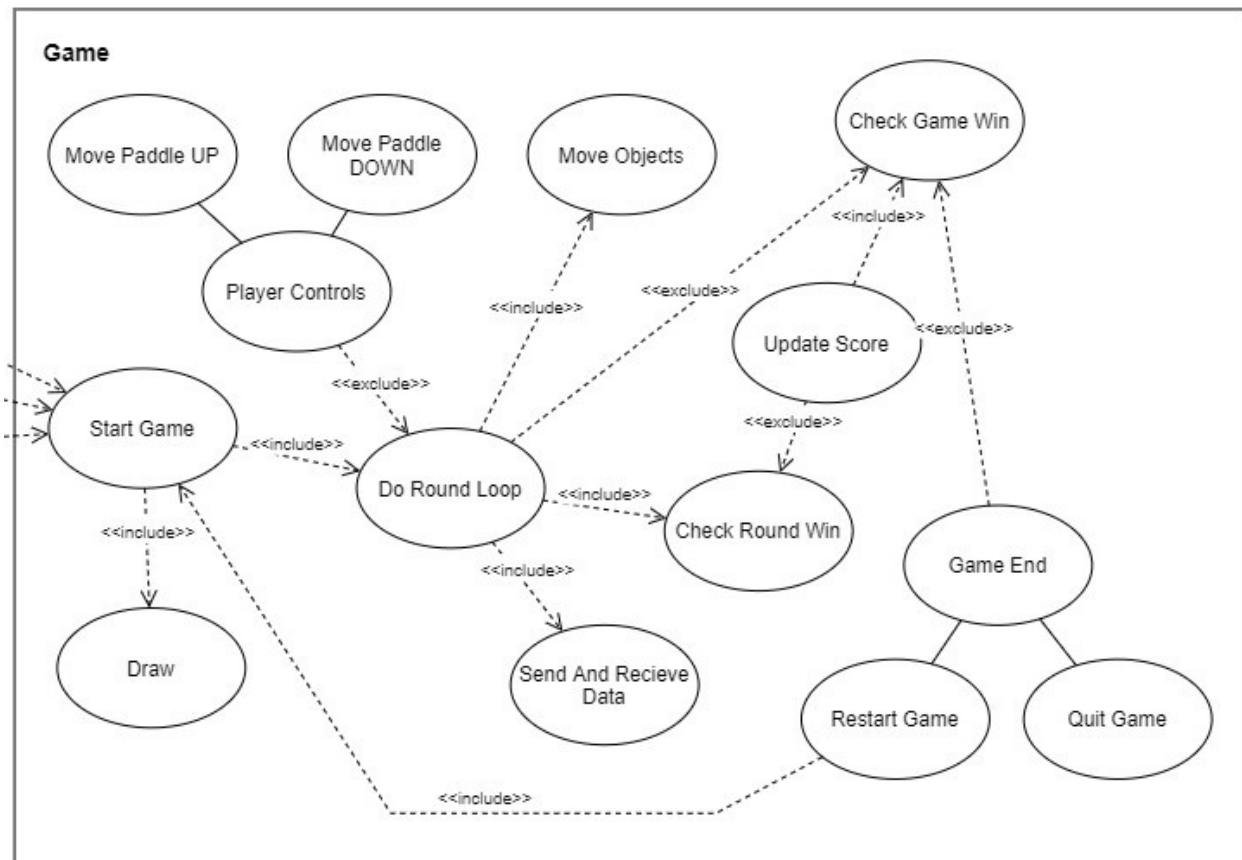 Game
Move Paddle UP
Move Paddle
DOWN
Move Objects
Check Game Win
<<include>>
Player Controls
<<include>>
<<exclude>>
<<exclude>>
Update Score
<<exclude>>
<<exclude>>
Start Game
<<include>>
<<exclude>>
Do Round Loop
<<include>>
Check Round Win
<<include>>
<<include>>
Game End
Draw
Send And Recieve
Data
Restart Game
Quit Game
<<include>>